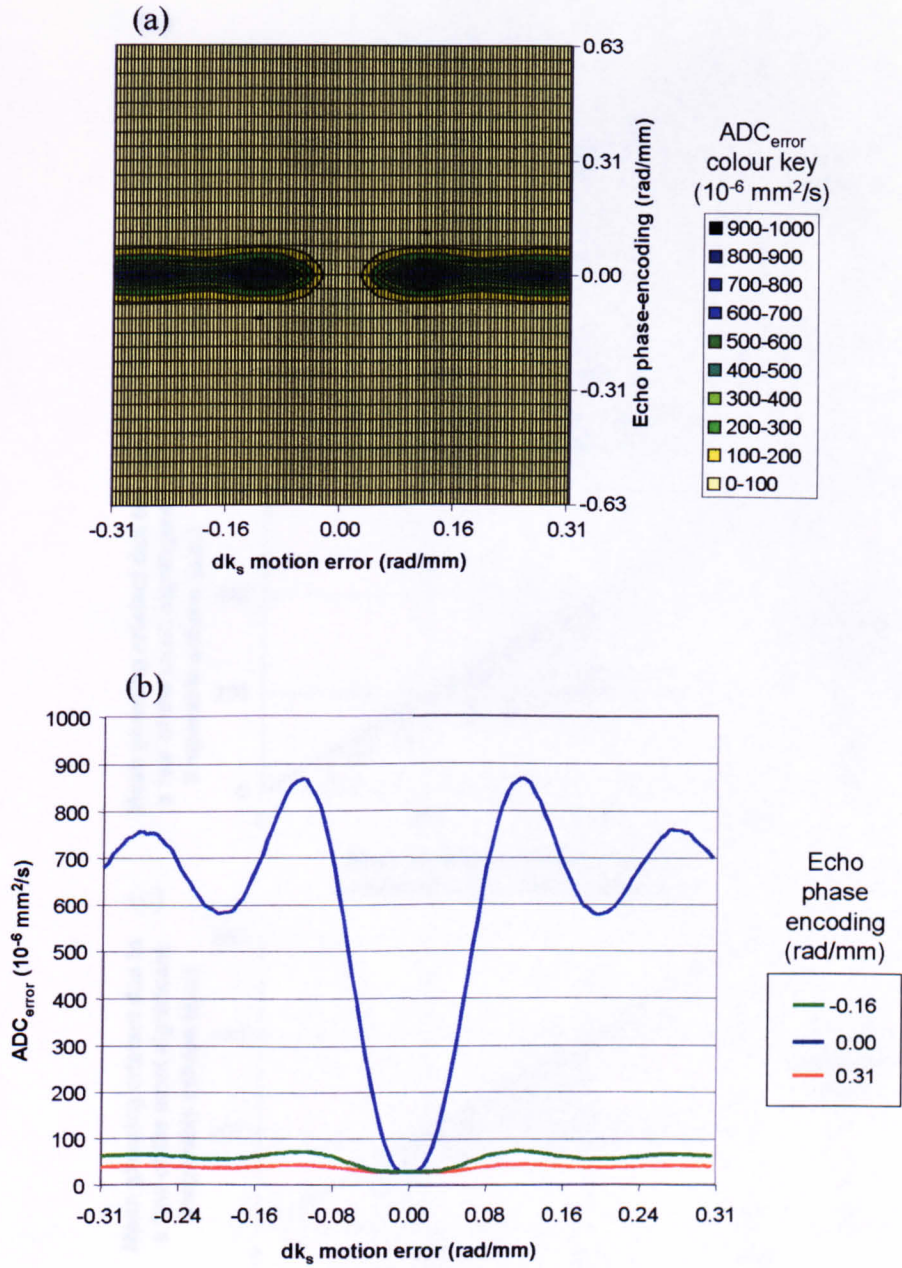 (a)
0.63
0.31
0.00
-0.31
-0.63
Echo phase-encoding (rad/mm)
-0.31 -0.16 0.00 0.16 0.31
dks motion error (rad/mm)
ADCerror
colour key
(10-6 mm2/s)
900-1000
800-900
700-800
600-700
500-600
400-500
300-400
200-300
100-200
0-100
(b)
1000
900
800
700
600
500
400
300
200
100
0
ADCerror (10-6 mm2/s)
-0.31 -0.24 -0.16 -0.08 0.00 0.08 0.16 0.24 0.31
dks motion error (rad/mm)
Echo
phase
encoding
(rad/mm)
-0.16
0.00
0.31